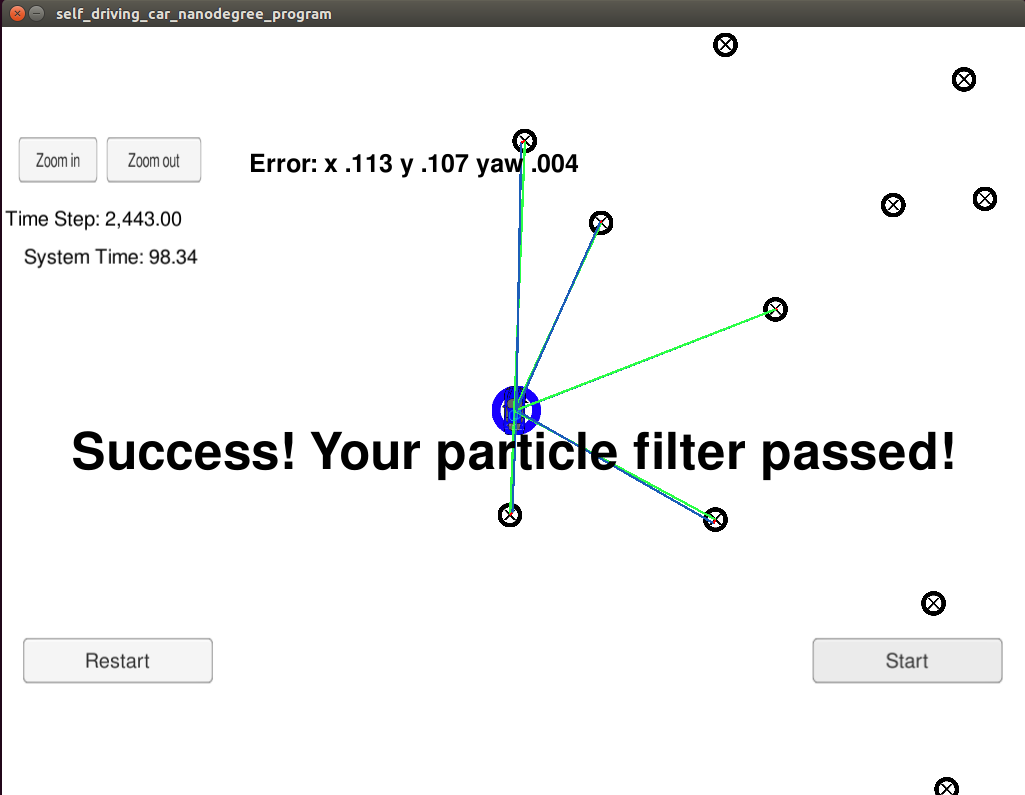 self_driving_car_nanodegree_program
Zoom in
Zoom out
Error: x .113 y .107 yaw .004
Time Step: 2,443.00
System Time: 98.34
Success! Your particle filter passed!
Restart
Start